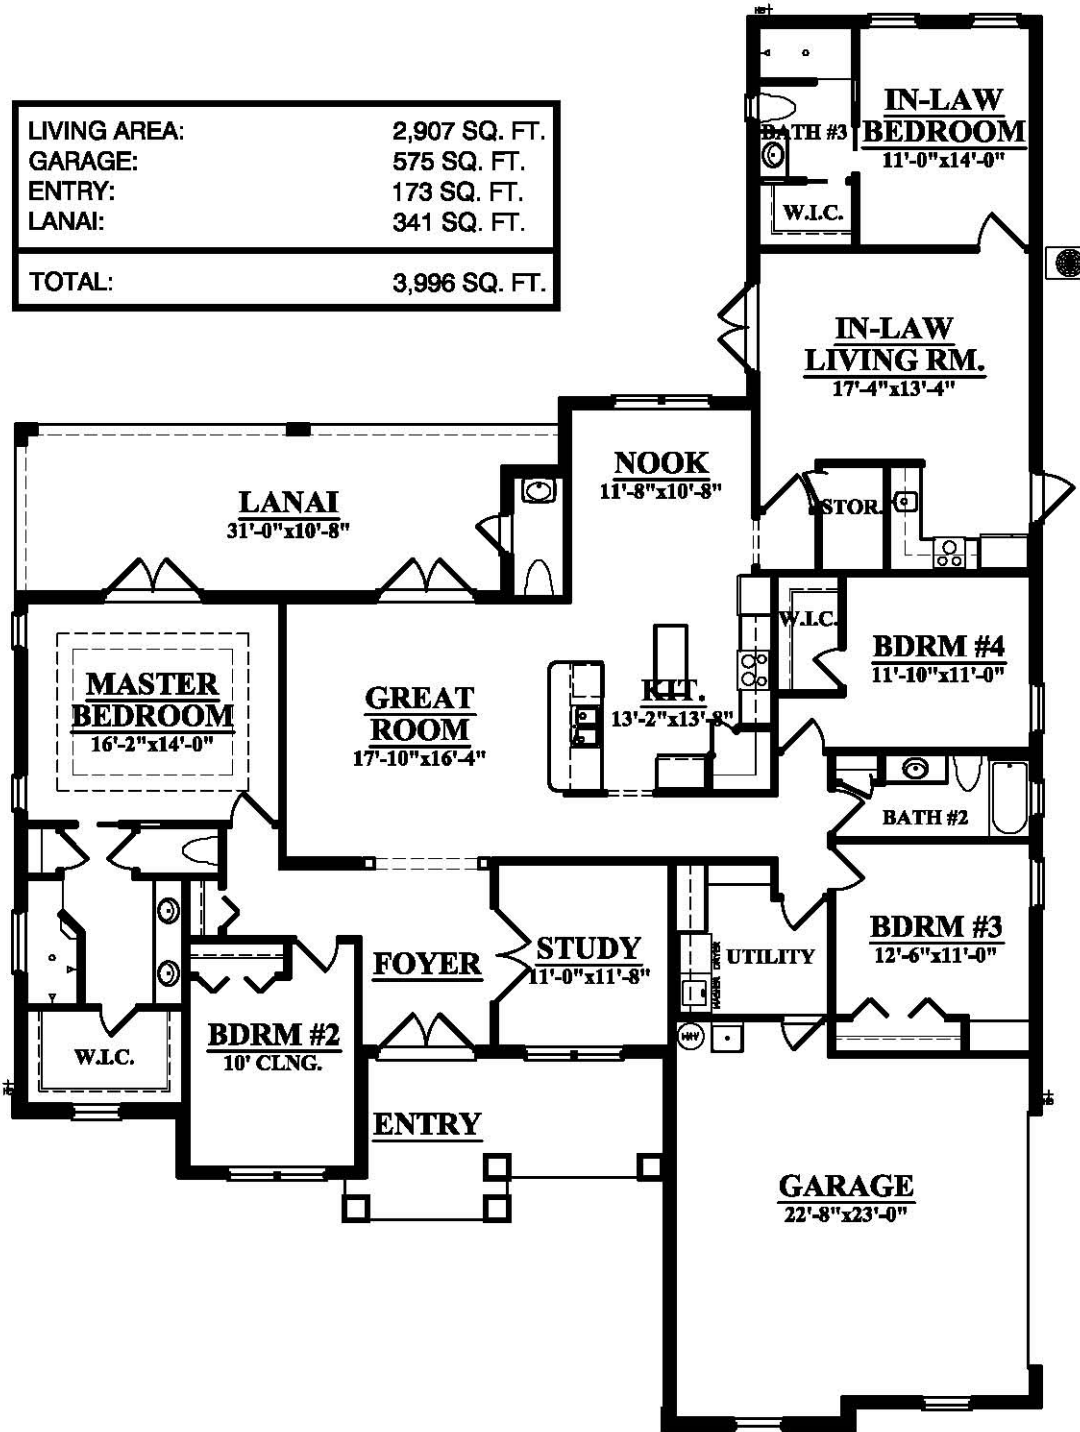 LIVING AREA: 2,907 SQ. FT.
GARAGE: 575 SQ. FT.
ENTRY: 173 SQ. FT.
LANAI: 341 SQ. FT.
TOTAL: 3,996 SQ. FT.
IN-LAW
BEDROOM
11'-0"x14'-0"
BATH #3
W.I.C.
IN-LAW
LIVING RM.
17'-4"x13'-4"
NOOK
11'-8"x10'-8"
STOR.
LANAI
31'-0"x10'-8"
W.I.C.
BDRM #4
11'-10"x11'-0"
MASTER
BEDROOM
16'-2"x14'-0"
GREAT
ROOM
17'-10"x16'-4"
KIT.
13'-2"x13'-8"
BATH #2
BDRM #3
12'-6"x11'-0"
UTILITY
WASHER DRYER
STUDY
11'-0"x11'-8"
FOYER
BDRM #2
10' CLNG.
W.I.C.
ENTRY
GARAGE
22'-8"x23'-0"